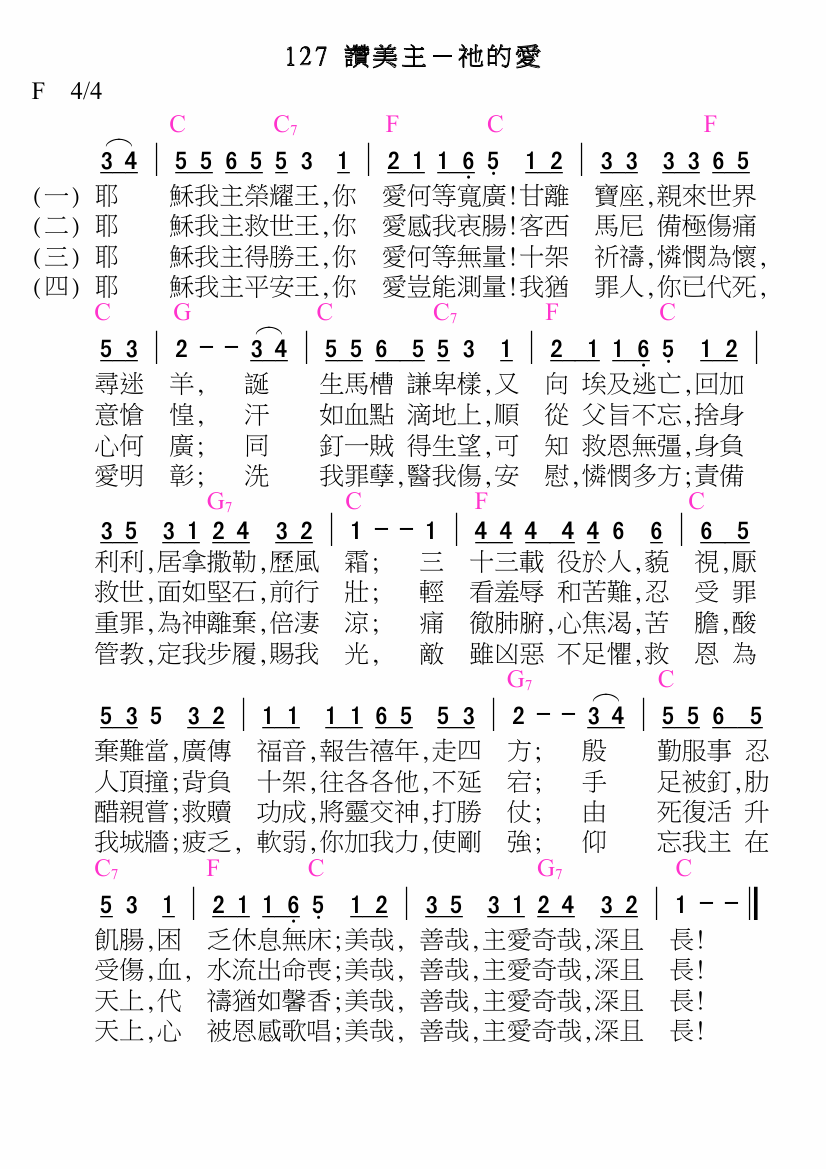 127 讚美主－祂的愛
F 4/4
C C7 F C F
3 4 | 5 5 6 5 5 3 1 | 2 1 1 6 5 1 2 | 3 3 3 3 6 5
(一) 耶 穌我主榮耀王,你 愛何等寬廣!甘離 寶座,親來世界
(二) 耶 穌我主救世王,你 愛感我衷腸!客西 馬尼 備極傷痛
(三) 耶 穌我主得勝王,你 愛何等無量!十架 祈禱,憐憫為懷,
(四) 耶 穌我主平安王,你 愛豈能測量!我猶 罪人,你已代死,
C G C C7 F C
5 3 | 2 - - 3 4 | 5 5 6 5 5 3 1 | 2 1 1 6 5 1 2 |
尋迷 羊, 誕 生馬槽 謙卑樣,又 向 埃及逃亡,回加
意愴 惶, 汗 如血點 滴地上,順 從 父旨不忘,捨身
心何 廣; 同 釘一賊 得生望,可 知 救恩無彊,身負
愛明 彰; 洗 我罪孽,醫我傷,安 慰,憐憫多方;責備
G7 C F C
3 5 3 1 2 4 3 2 | 1 - - 1 | 4 4 4 4 4 6 6 | 6 5
利利,居拿撒勒,歷風 霜; 三 十三載 役於人,藐 視,厭
救世,面如堅石,前行 壯; 輕 看羞辱 和苦難,忍 受 罪
重罪,為神離棄,倍淒 涼; 痛 徹肺腑,心焦渴,苦 膽,酸
管教,定我步履,賜我 光, 敵 雖凶惡 不足懼,救 恩 為
G7 C
5 3 5 3 2 | 1 1 1 1 6 5 5 3 | 2 - - 3 4 | 5 5 6 5
棄難當,廣傳 福音,報告禧年,走四 方; 殷 勤服事 忍
人頂撞;背負 十架,往各各他,不延 宕; 手 足被釘,肋
醋親嘗;救贖 功成,將靈交神,打勝 仗; 由 死復活 升
我城牆;疲乏, 軟弱,你加我力,使剛 強; 仰 忘我主 在
C7 F C G7 C
5 3 1 | 2 1 1 6 5 1 2 | 3 5 3 1 2 4 3 2 | 1 - - ‖
飢腸,困 乏休息無床;美哉, 善哉,主愛奇哉,深且 長!
受傷,血, 水流出命喪;美哉, 善哉,主愛奇哉,深且 長!
天上,代 禱猶如馨香;美哉, 善哉,主愛奇哉,深且 長!
天上,心 被恩感歌唱;美哉, 善哉,主愛奇哉,深且 長!